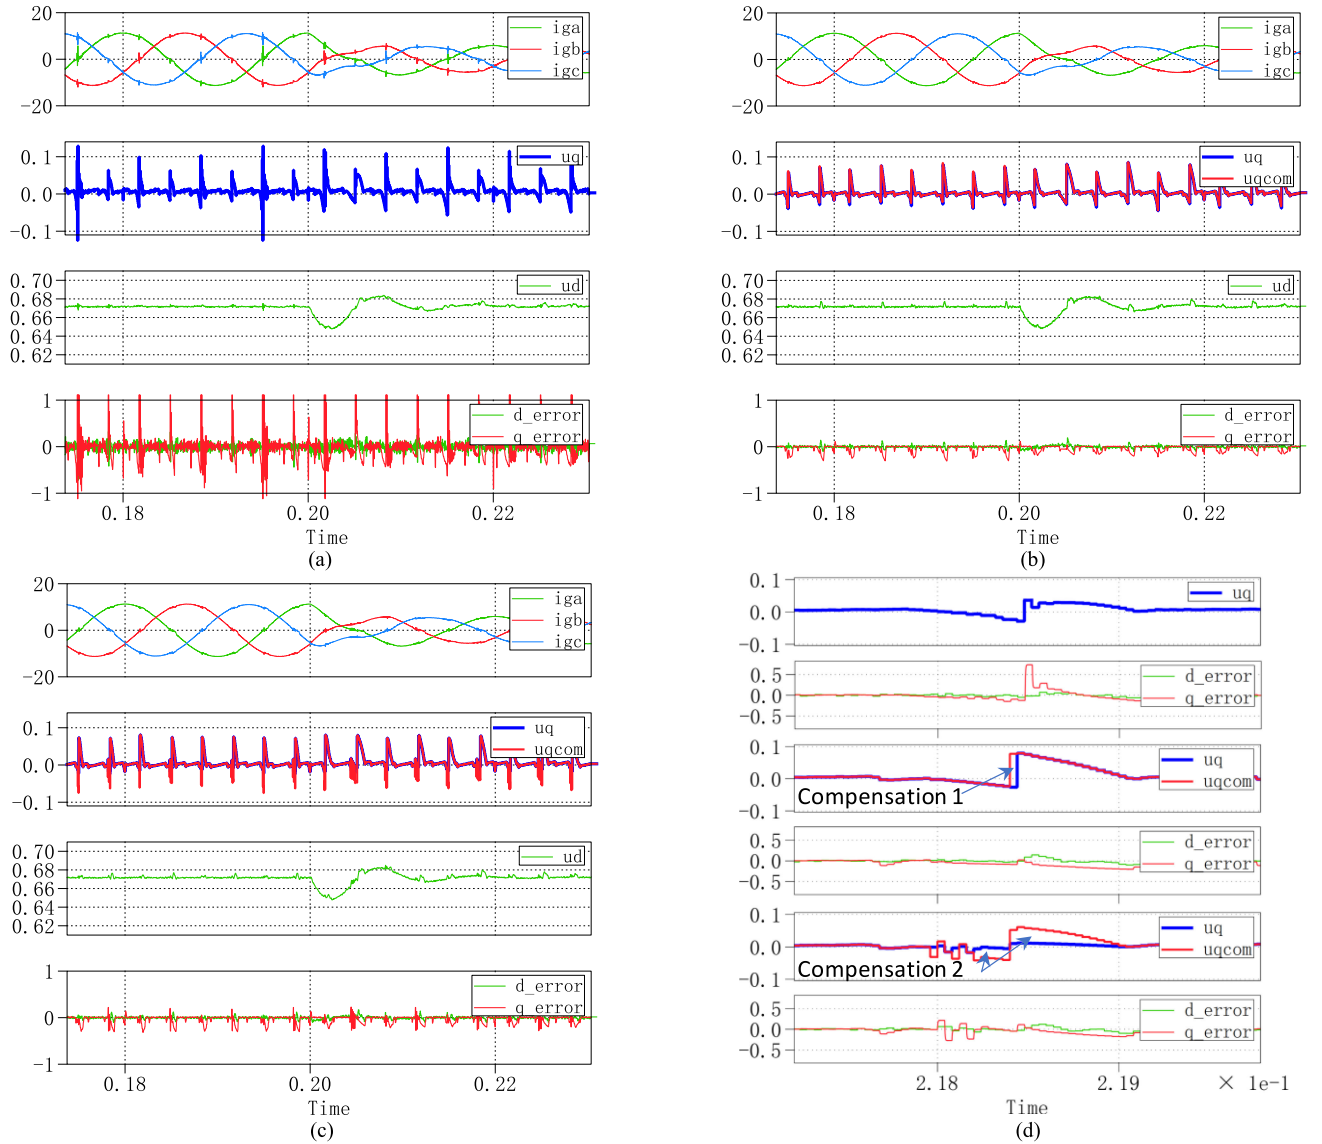 20
0
-20
iga
igb
igc
0.1
0.0
-0.1
uq
0.70
0.68
0.66
0.64
0.62
ud
1
0
-1
d_error
q_error
0.18
0.20
0.22
Time
(a)
20
0
-20
iga
igb
igc
0.1
0.0
-0.1
uq
uqcom
0.70
0.68
0.66
0.64
0.62
ud
1
0
-1
d_error
q_error
0.18
0.20
0.22
Time
(b)
20
0
-20
iga
igb
igc
0.1
0.0
-0.1
uq
uqcom
0.70
0.68
0.66
0.64
0.62
ud
1
0
-1
d_error
q_error
0.18
0.20
0.22
Time
(c)
0.1
0.0
-0.1
uq
0.5
0.0
-0.5
d_error
q_error
0.1
0.0
-0.1
uq
uqcom
Compensation 1
0.5
0.0
-0.5
d_error
q_error
0.1
0.0
-0.1
uq
uqcom
Compensation 2
0.5
0.0
-0.5
d_error
q_error
2.18
2.19
× 1e-1
Time
(d)